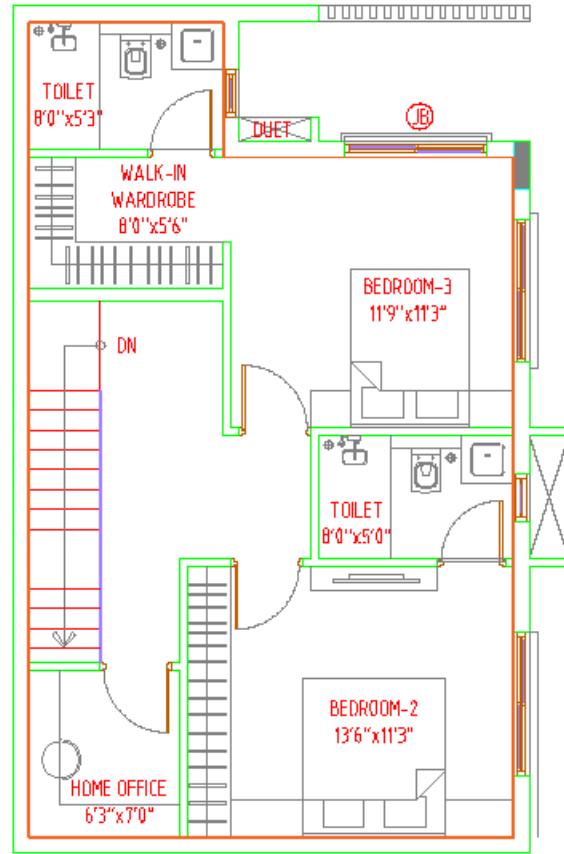 TOILET
8'0"x5'3"
DUET
JB
WALK-IN
WARDROBE
8'0"x5'6"
BEDROOM-3
11'9"x11'3"
DN
TOILET
8'0"x5'0"
BEDROOM-2
13'6"x11'3"
HOME OFFICE
6'3"x7'0"